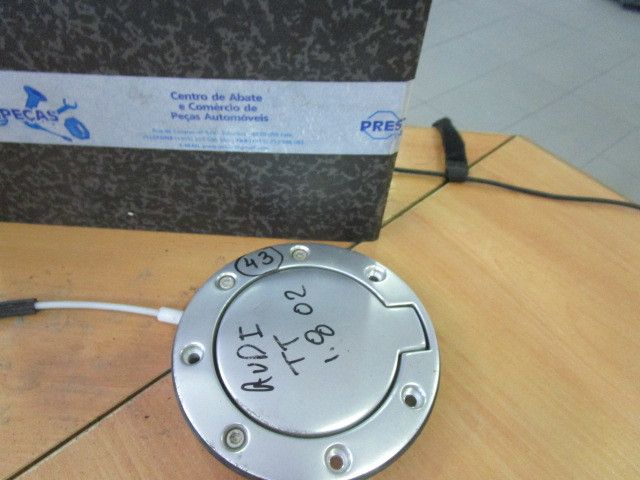 PEÇAS
Centro de Abate
e Comércio de
Peças Automóveis
PRES
43
AUDI
TT 02
1.8